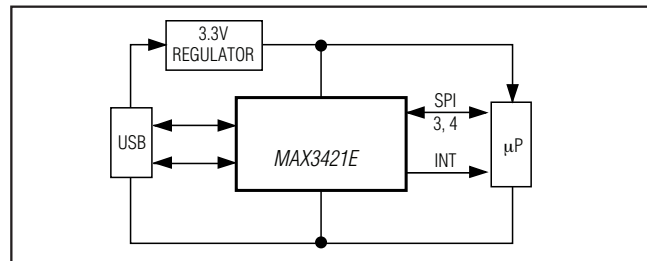 3.3V
REGULATOR
SPI
3, 4
USB
MAX3421E
INT
μP